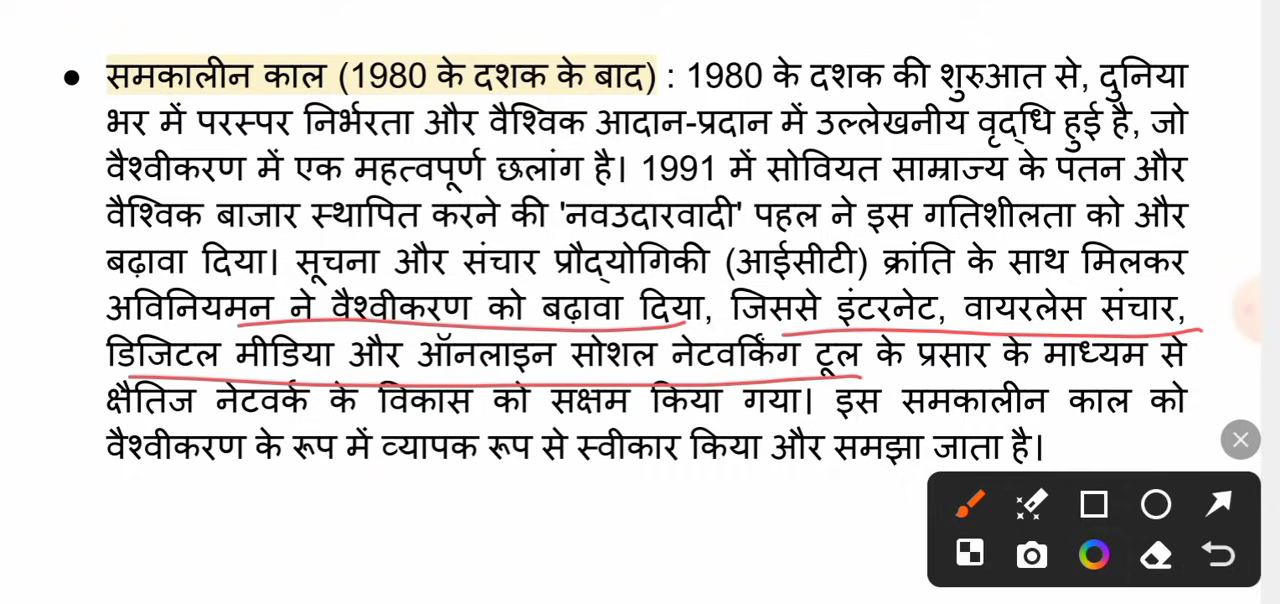 ● समकालीन काल (1980 के दशक के बाद) : 1980 के दशक की शुरुआत से, दुनिया
भर में परस्पर निर्भरता और वैश्विक आदान-प्रदान में उल्लेखनीय वृद्धि हुई है, जो
वैश्वीकरण में एक महत्वपूर्ण छलांग है। 1991 में सोवियत साम्राज्य के पतन और
वैश्विक बाजार स्थापित करने की 'नवउदारवादी' पहल ने इस गतिशीलता को और
बढ़ावा दिया। सूचना और संचार प्रौद्योगिकी (आईसीटी) क्रांति के साथ मिलकर
अविनियमन ने वैश्वीकरण को बढ़ावा दिया, जिससे इंटरनेट, वायरलेस संचार,
डिजिटल मीडिया और ऑनलाइन सोशल नेटवर्किंग टूल के प्रसार के माध्यम से
क्षैतिज नेटवर्क के विकास को सक्षम किया गया। इस समकालीन काल को
वैश्वीकरण के रूप में व्यापक रूप से स्वीकार किया और समझा जाता है।